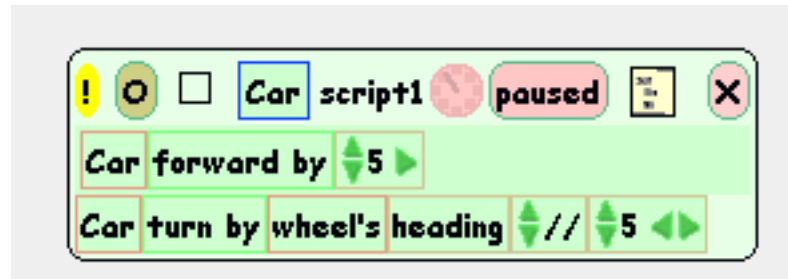 ! O Car script1 paused X
Car forward by 5
Car turn by wheel's heading // 5